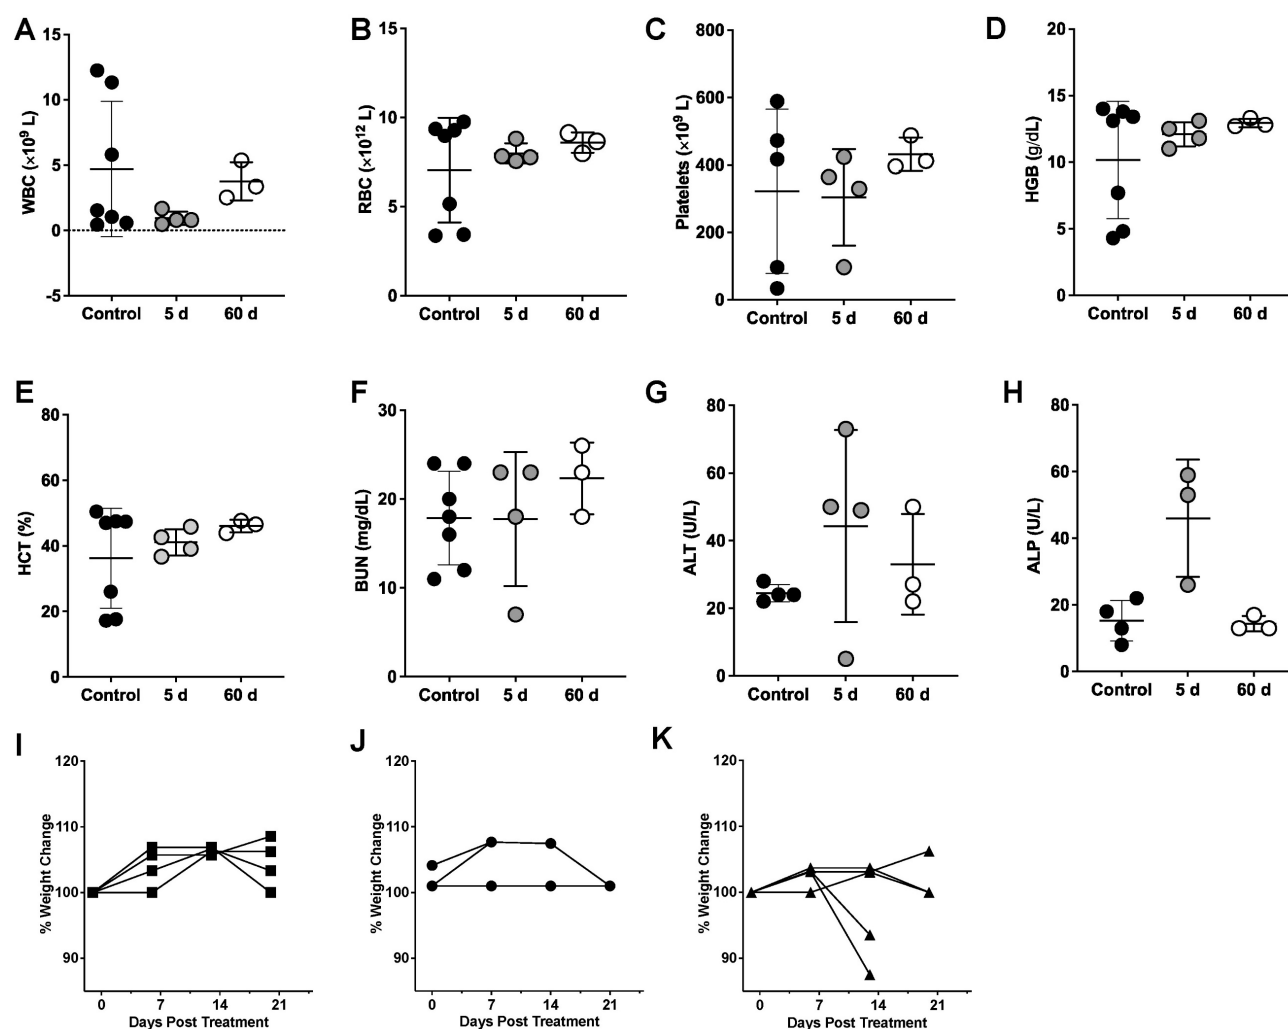 A
WBC (×10⁹ L)
15
10
5
0
-5
Control 5 d 60 d
B
RBC (×10¹² L)
15
10
5
0
Control 5 d 60 d
C
Platelets (×10⁹ L)
800
600
400
200
0
Control 5 d 60 d
D
HGB (g/dL)
20
15
10
5
0
Control 5 d 60 d
E
HCT (%)
80
60
40
20
0
Control 5 d 60 d
F
BUN (mg/dL)
30
20
10
0
Control 5 d 60 d
G
ALT (U/L)
80
60
40
20
0
Control 5 d 60 d
H
ALP (U/L)
80
60
40
20
0
Control 5 d 60 d
I
% Weight Change
120
110
100
90
0 7 14 21
Days Post Treatment
J
% Weight Change
120
110
100
90
0 7 14 21
Days Post Treatment
K
% Weight Change
120
110
100
90
0 7 14 21
Days Post Treatment